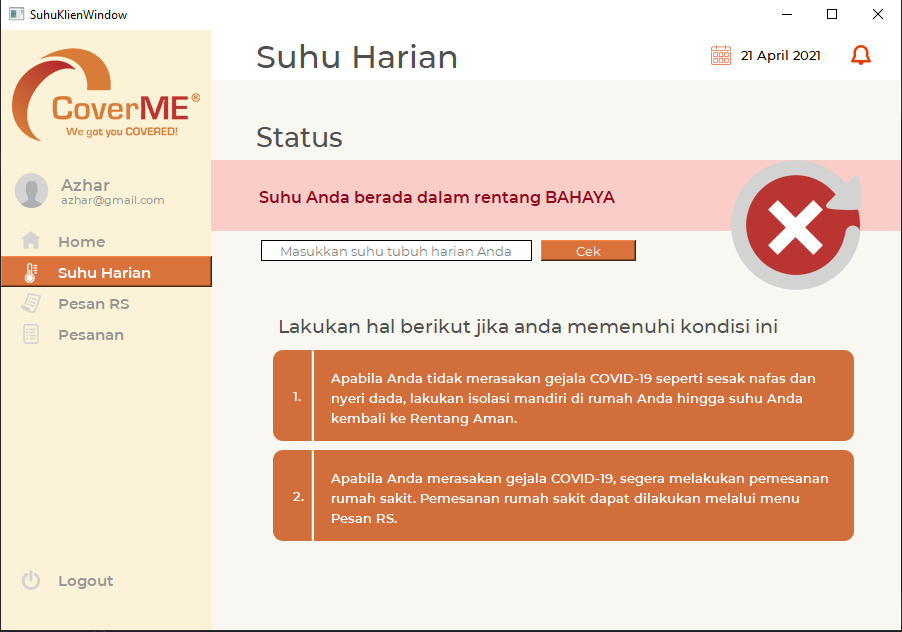 SuhuKlienWindow
CoverME®
We got you COVERED!
Azhar
azhar@gmail.com
Home
Suhu Harian
Pesan RS
Pesanan
Logout
Suhu Harian
21 April 2021
Status
Suhu Anda berada dalam rentang BAHAYA
Masukkan suhu tubuh harian Anda
Cek
Lakukan hal berikut jika anda memenuhi kondisi ini
1.
Apabila Anda tidak merasakan gejala COVID-19 seperti sesak nafas dan
nyeri dada, lakukan isolasi mandiri di rumah Anda hingga suhu Anda
kembali ke Rentang Aman.
2.
Apabila Anda merasakan gejala COVID-19, segera melakukan pemesanan
rumah sakit. Pemesanan rumah sakit dapat dilakukan melalui menu
Pesan RS.